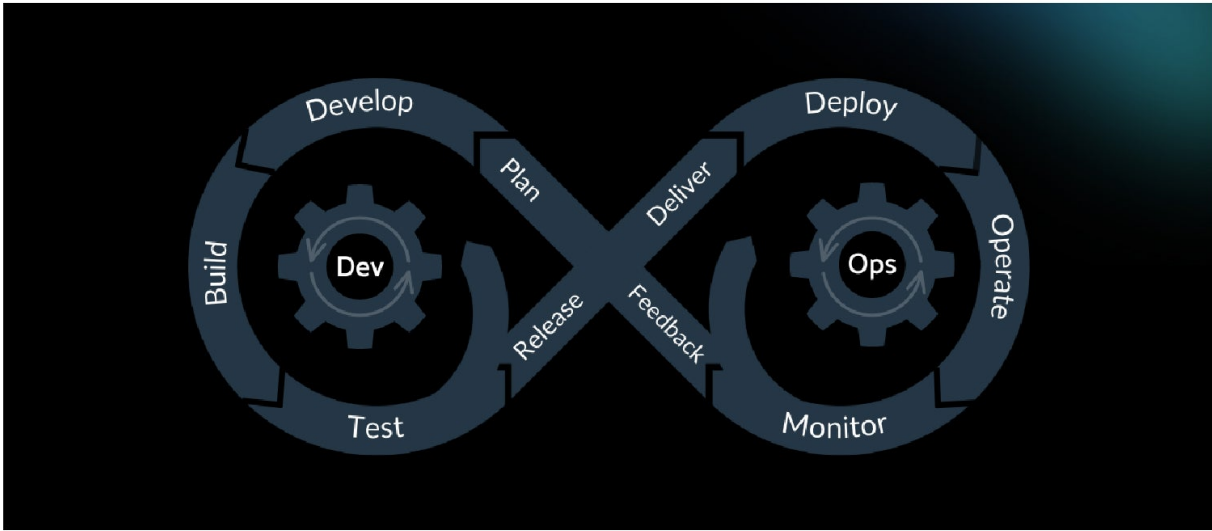 Develop
Deploy
Plan
Deliver
Build
Dev
Ops
Operate
Release
Feedback
Test
Monitor